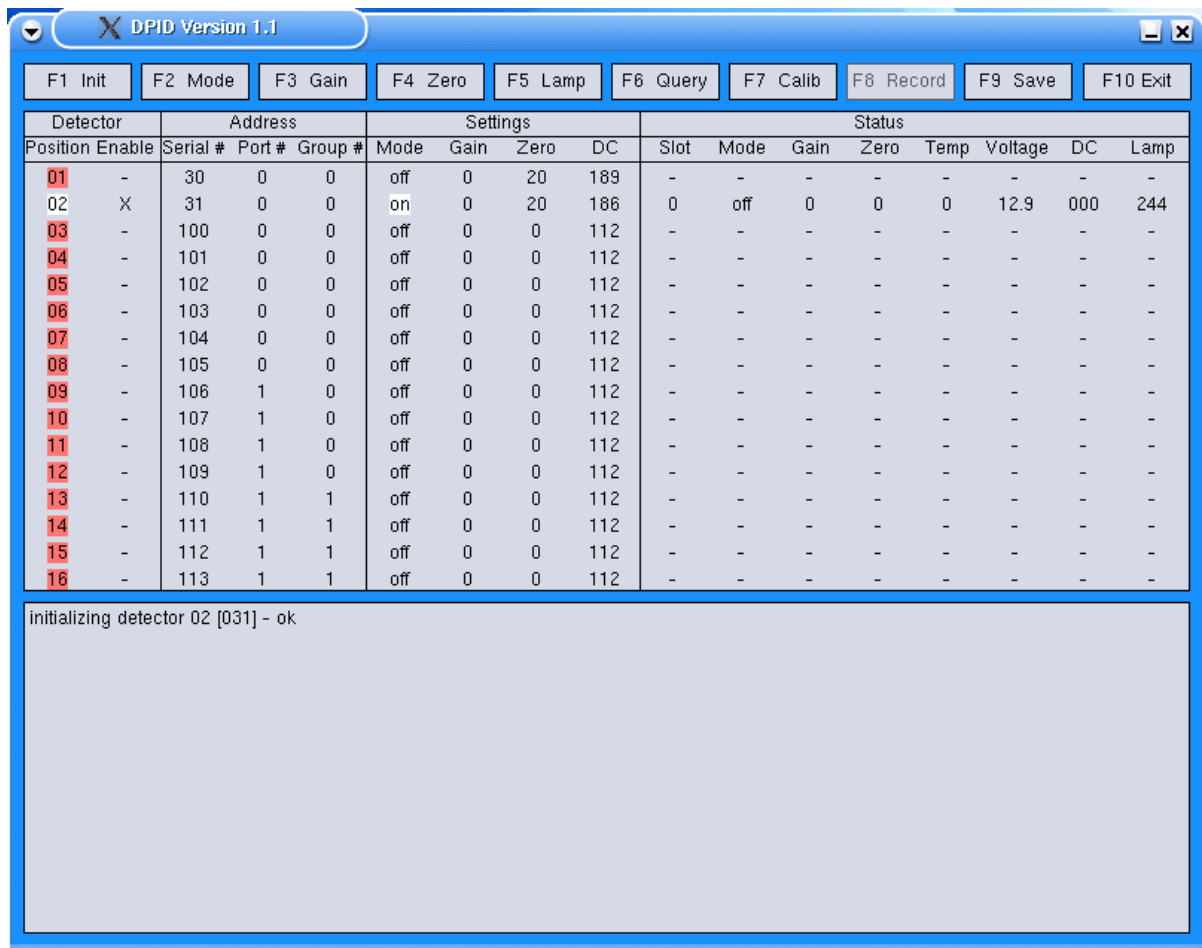 DPID Version 1.1
F1 Init F2 Mode F3 Gain F4 Zero F5 Lamp F6 Query F7 Calib F8 Record F9 Save F10 Exit
Detector Address Settings Status
Position Enable Serial # Port # Group # Mode Gain Zero DC Slot Mode Gain Zero Temp Voltage DC Lamp
01 - 30 0 0 off 0 20 189 - - - - - - - -
02 X 31 0 0 on 0 20 186 0 off 0 0 0 12.9 000 244
03 - 100 0 0 off 0 0 112 - - - - - - - -
04 - 101 0 0 off 0 0 112 - - - - - - - -
05 - 102 0 0 off 0 0 112 - - - - - - - -
06 - 103 0 0 off 0 0 112 - - - - - - - -
07 - 104 0 0 off 0 0 112 - - - - - - - -
08 - 105 0 0 off 0 0 112 - - - - - - - -
09 - 106 1 0 off 0 0 112 - - - - - - - -
10 - 107 1 0 off 0 0 112 - - - - - - - -
11 - 108 1 0 off 0 0 112 - - - - - - - -
12 - 109 1 0 off 0 0 112 - - - - - - - -
13 - 110 1 1 off 0 0 112 - - - - - - - -
14 - 111 1 1 off 0 0 112 - - - - - - - -
15 - 112 1 1 off 0 0 112 - - - - - - - -
16 - 113 1 1 off 0 0 112 - - - - - - - -
initializing detector 02 [031] - ok